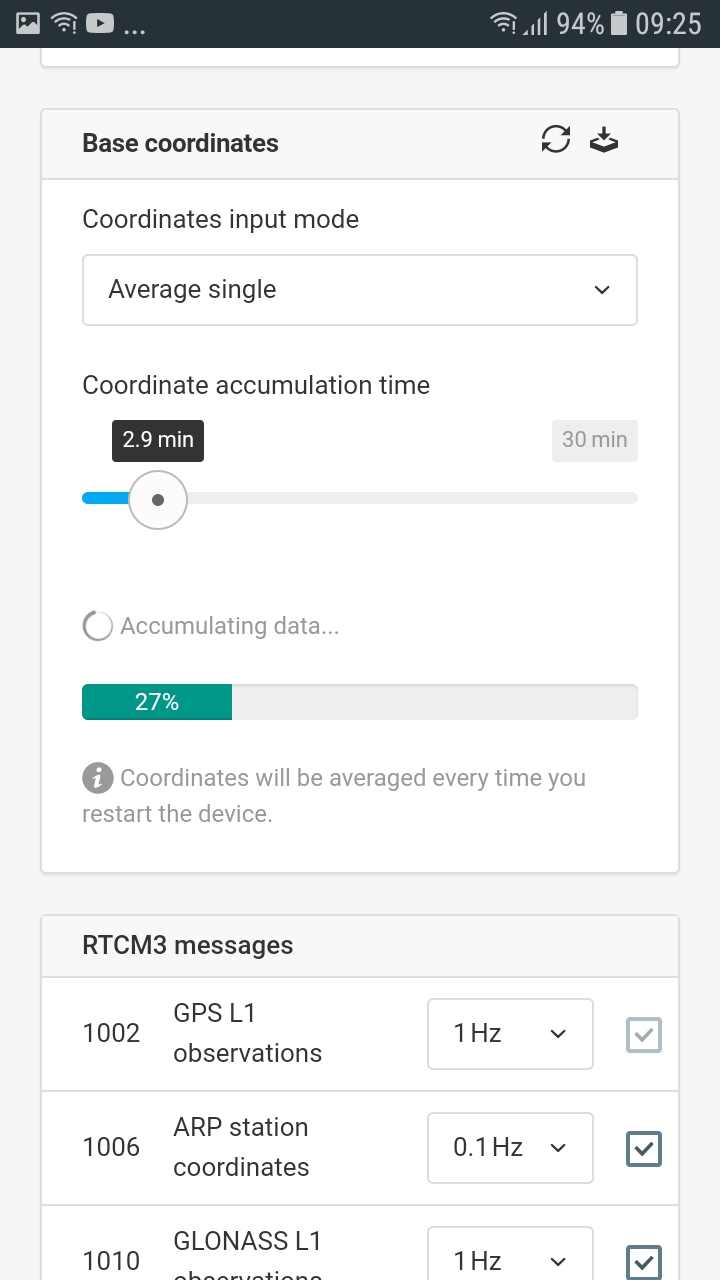 ... 94% 09:25
Base coordinates
Coordinates input mode
Average single
Coordinate accumulation time
2.9 min 30 min
Accumulating data...
27%
Coordinates will be averaged every time you
restart the device.
RTCM3 messages
1002 GPS L1 observations 1 Hz
1006 ARP station coordinates 0.1 Hz
1010 GLONASS L1 observations 1 Hz